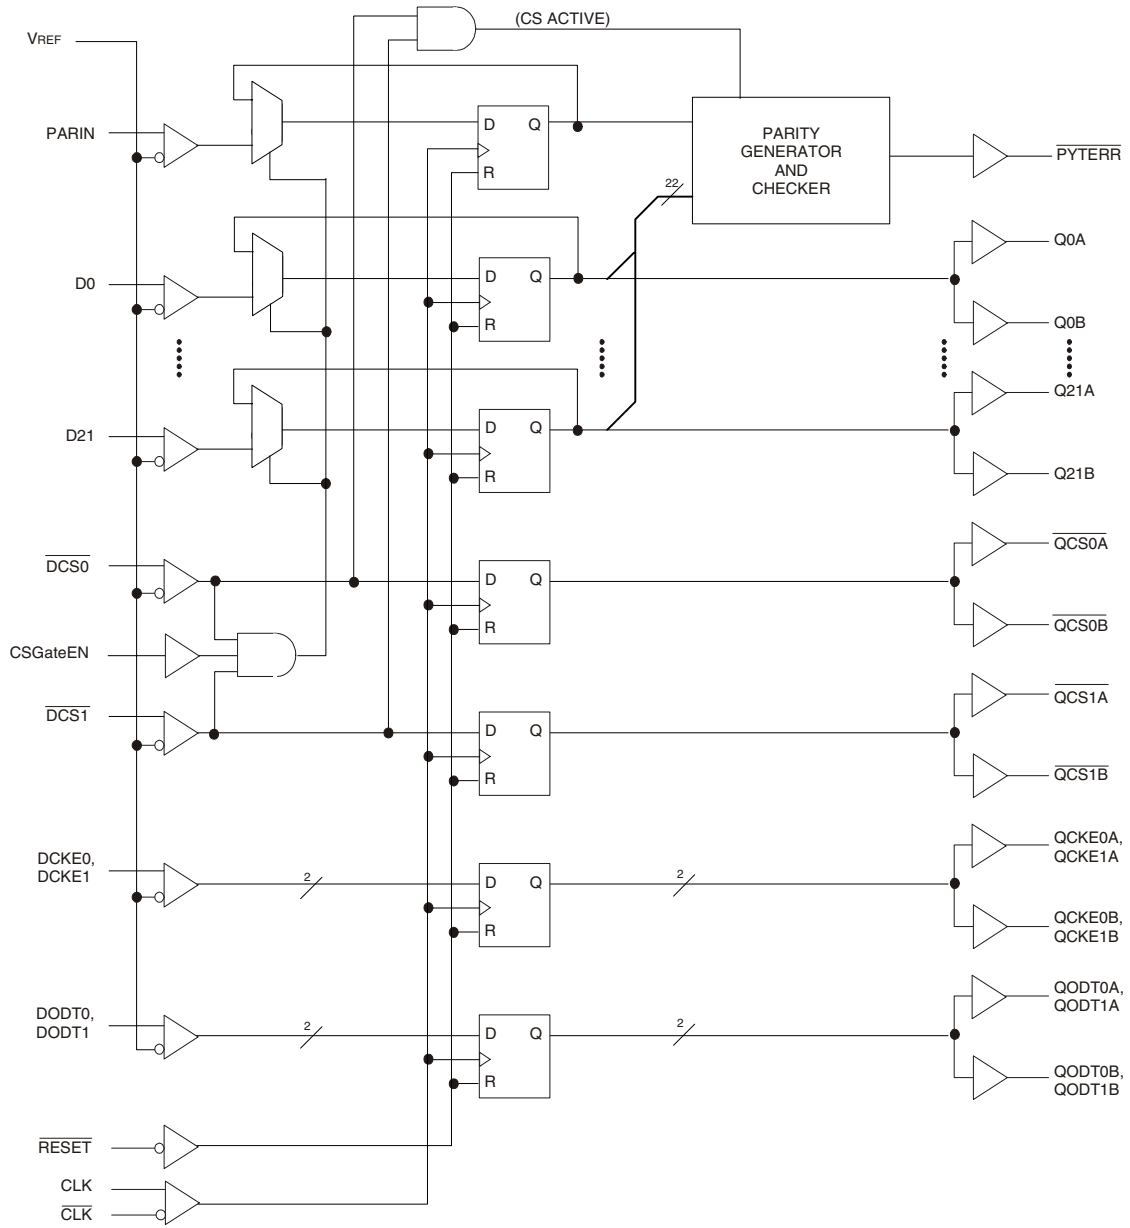 (CS ACTIVE)
VREF
PARIN
D Q
R
PARITY
GENERATOR
AND
CHECKER
PYTERR
22
D0
D Q
R
Q0A
Q0B
D21
D Q
R
Q21A
Q21B
DCS0
D Q
R
QCS0A
QCS0B
CSGateEN
DCS1
D Q
R
QCS1A
QCS1B
DCKE0,
DCKE1
2
D Q
R
2
QCKE0A,
QCKE1A
QCKE0B,
QCKE1B
DODT0,
DODT1
2
D Q
R
2
QODT0A,
QODT1A
QODT0B,
QODT1B
RESET
CLK
CLK